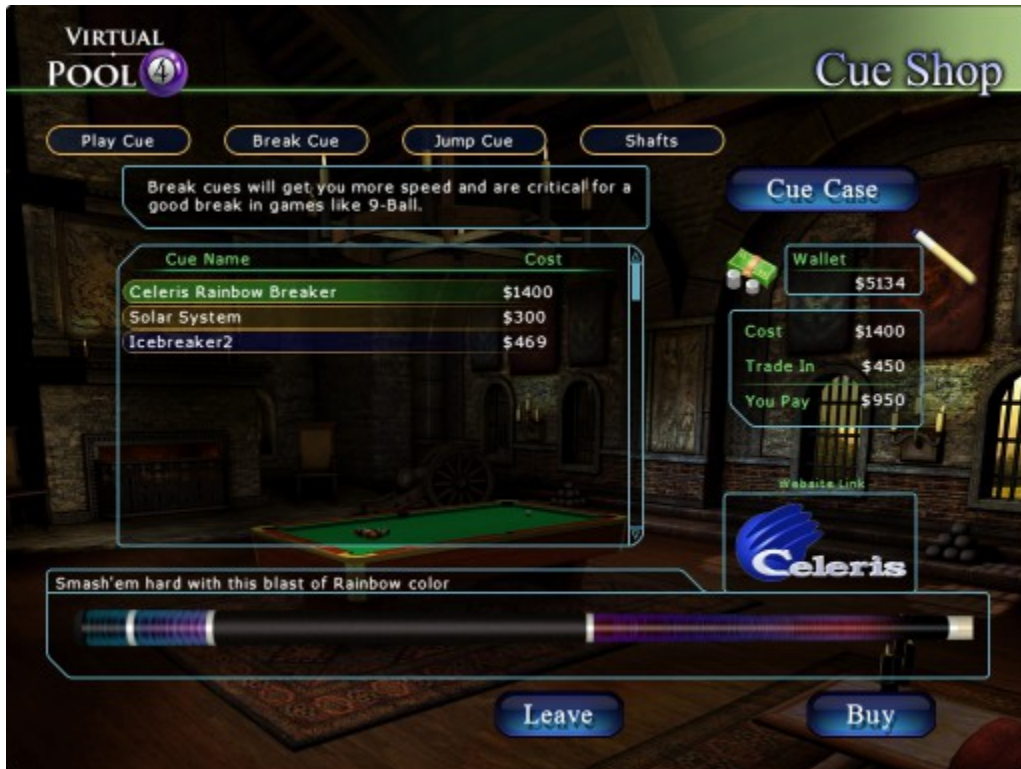 VIRTUAL
POOL 4
Cue Shop
Play Cue
Break Cue
Jump Cue
Shafts
Break cues will get you more speed and are critical for a
good break in games like 9-Ball.
Cue Case
Cue Name Cost
Celeris Rainbow Breaker $1400
Solar System $300
Icebreaker2 $469
Wallet
$5134
Cost $1400
Trade In $450
You Pay $950
Website Link
Celeris
Smash'em hard with this blast of Rainbow color
Leave
Buy